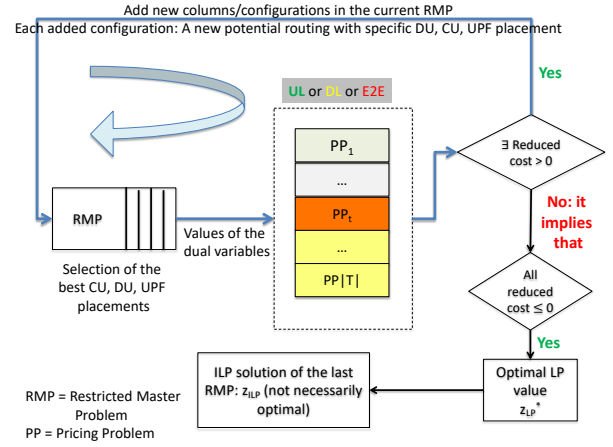 Add new columns/configurations in the current RMP
Each added configuration: A new potential routing with specific DU, CU, UPF placement
Yes
UL or DL or E2E
PP1
∃ Reduced
cost > 0
...
RMP
PPt
No: it
implies
that
Values of the
dual variables
...
Selection of the
best CU, DU, UPF
placements
PP|T|
All
reduced
cost ≤ 0
Yes
ILP solution of the last
RMP: zILP (not necessarily
optimal)
Optimal LP
value
zLP*
RMP = Restricted Master
Problem
PP = Pricing Problem